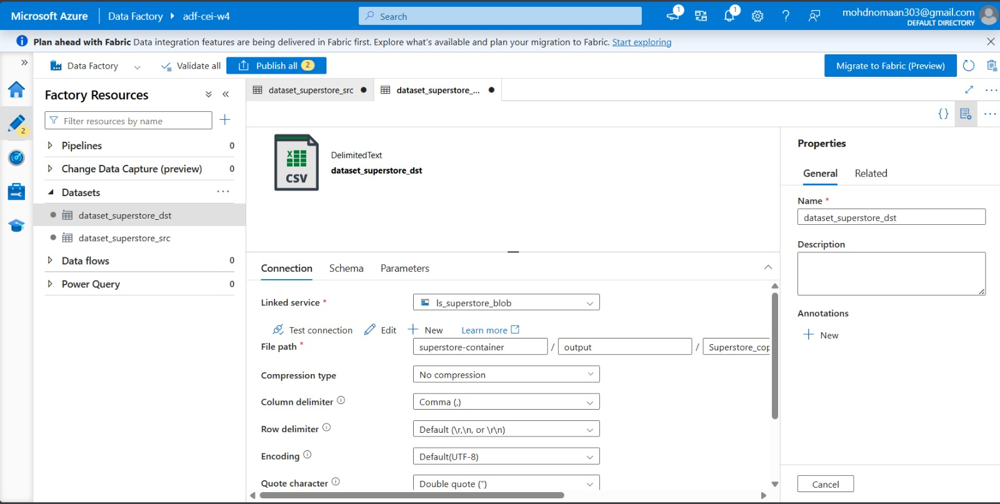 Microsoft Azure
Data Factory
adf-cei-w4
Search
1
1
mohdnomaan303@gmail.com
DEFAULT DIRECTORY
Plan ahead with Fabric Data integration features are being delivered in Fabric first. Explore what's available and plan your migration to Fabric. Start exploring
Data Factory
Validate all
Publish all 2
Migrate to Fabric (Preview)
2
Factory Resources
Filter resources by name
Pipelines 0
Change Data Capture (preview) 0
Datasets
dataset_superstore_dst
dataset_superstore_src
Data flows 0
Power Query 0
dataset_superstore_src
dataset_superstore_...
{}
CSV
DelimitedText
dataset_superstore_dst
Connection
Schema
Parameters
Linked service *
ls_superstore_blob
Test connection
Edit
New
Learn more
File path *
superstore-container / output / Superstore_cop
Compression type
No compression
Column delimiter
Comma (,)
Row delimiter
Default (\r,\n, or \r\n)
Encoding
Default(UTF-8)
Quote character
Double quote (")
Properties
General
Related
Name *
dataset_superstore_dst
Description
Annotations
New
Cancel